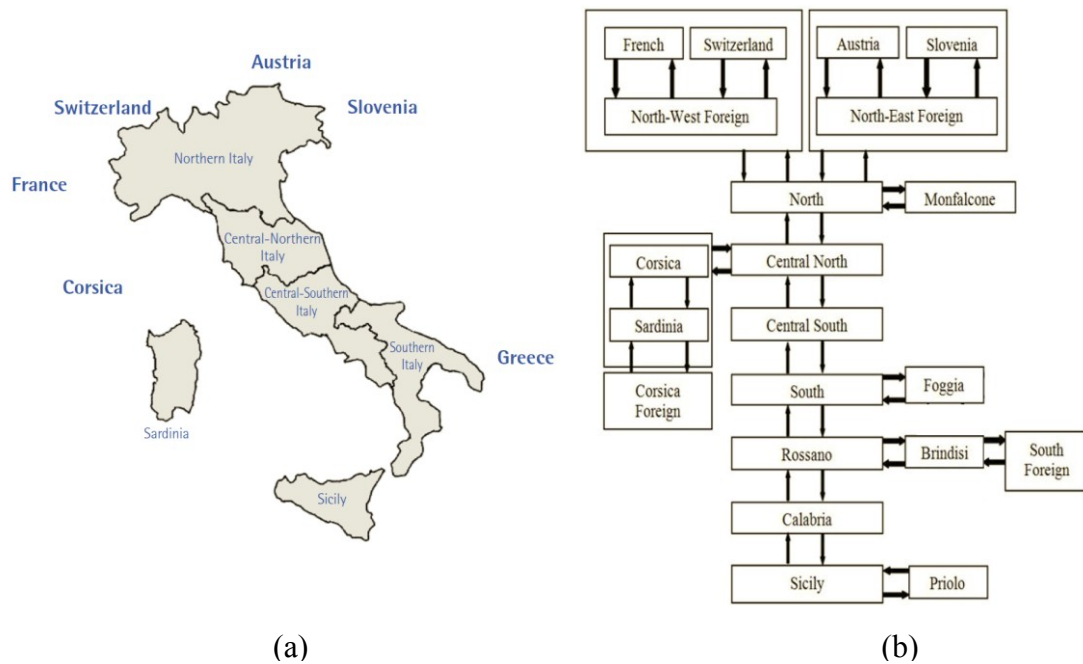 Austria
Switzerland
Slovenia
Northern Italy
France
Central-Northern
Italy
Corsica
Central-Southern
Italy
Southern
Italy
Greece
Sardinia
Sicily
(a)
French
Switzerland
Austria
Slovenia
North-West Foreign
North-East Foreign
North
Monfalcone
Corsica
Central North
Sardinia
Central South
Corsica
Foreign
South
Foggia
Rossano
Brindisi
South
Foreign
Calabria
Sicily
Priolo
(b)